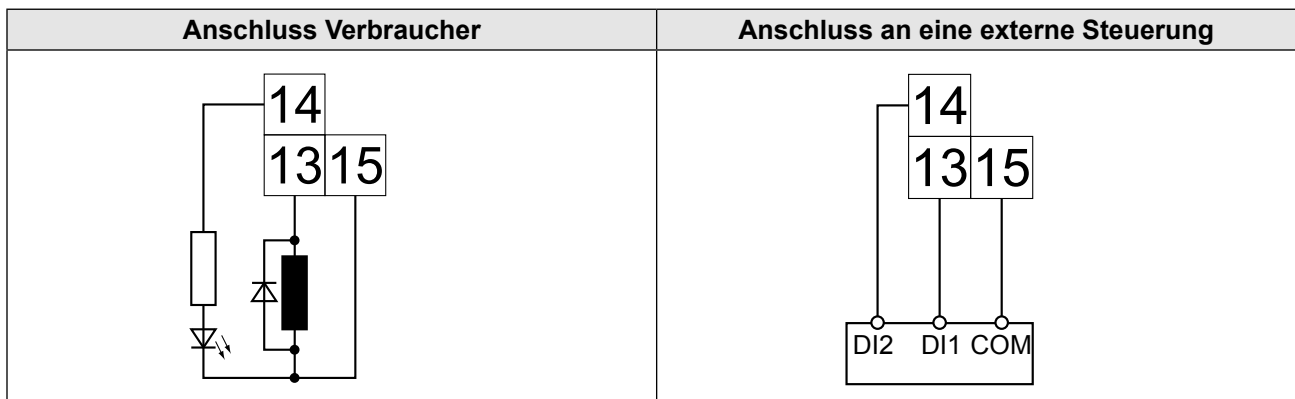 Anschluss Verbraucher
Anschluss an eine externe Steuerung
14
13 15
14
13 15
DI2 DI1 COM